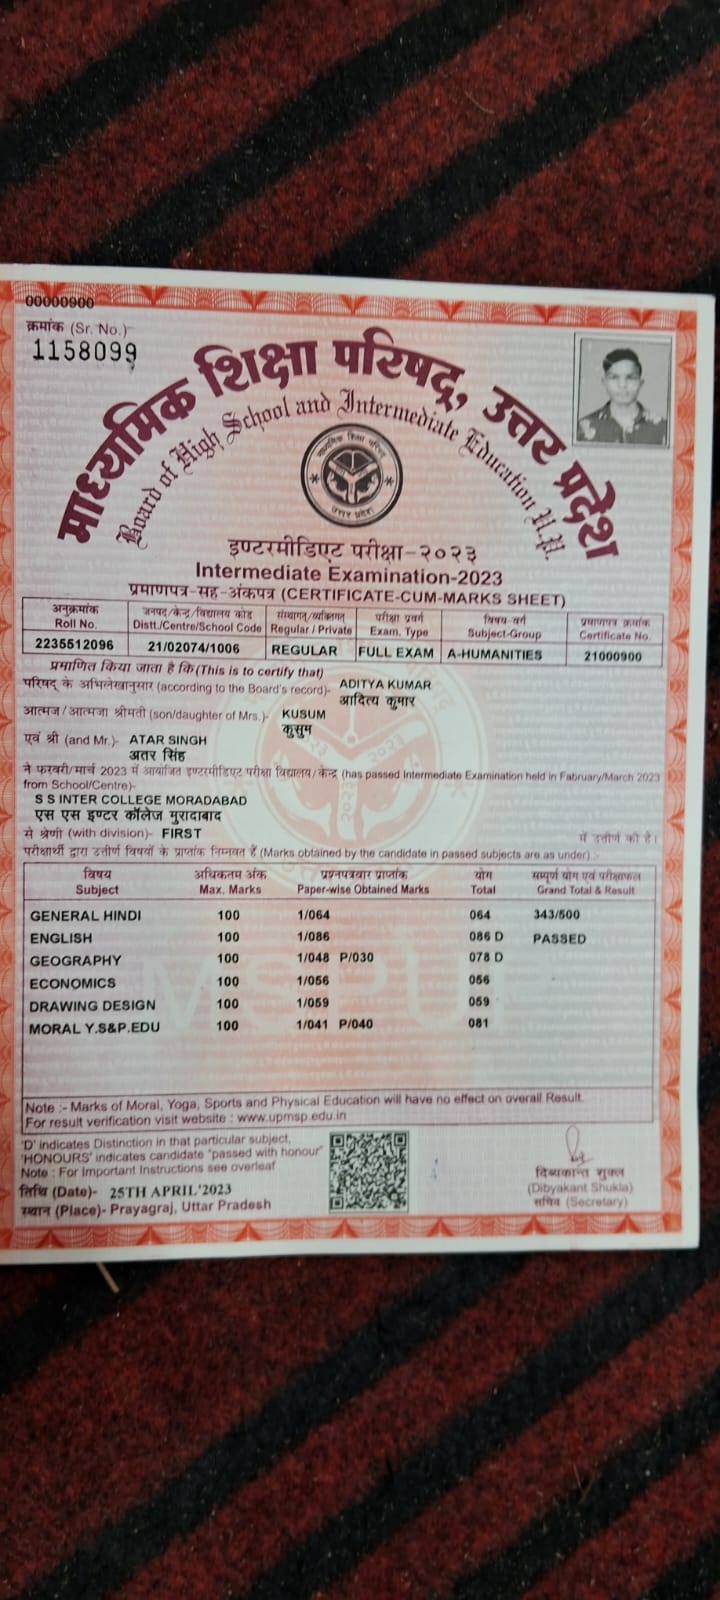 00000900
क्रमांक (Sr. No.)
1158099
माध्यमिक शिक्षा परिषद्, उत्तर प्रदेश
Board of High School and Intermediate Education U.P.
माध्यमिक शिक्षा परिषद
उत्तर प्रदेश
इण्टरमीडिएट परीक्षा-२०२३
Intermediate Examination-2023
प्रमाणपत्र-सह-अंकपत्र (CERTIFICATE-CUM-MARKS SHEET)
अनुक्रमांक जनपद/केन्द्र/विद्यालय कोड संस्थागत/व्यक्तिगत परीक्षा प्रवर्ग विषय-वर्ग प्रमाणपत्र क्रमांक
Roll No. Distt./Centre/School Code Regular / Private Exam. Type Subject-Group Certificate No.
2235512096 21/02074/1006 REGULAR FULL EXAM A-HUMANITIES 21000900
प्रमाणित किया जाता है कि (This is to certify that)
परिषद् के अभिलेखानुसार (according to the Board's record)- ADITYA KUMAR
आदित्य कुमार
आत्मज/आत्मजा श्रीमती (son/daughter of Mrs.)- KUSUM
कुसुम
एवं श्री (and Mr.)- ATAR SINGH
अतर सिंह
ने फरवरी/मार्च 2023 में आयोजित इण्टरमीडिएट परीक्षा विद्यालय/केन्द्र (has passed Intermediate Examination held in Fabruary/March 2023
from School/Centre)-
S S INTER COLLEGE MORADABAD
एस एस इण्टर कॉलेज मुरादाबाद
से श्रेणी (with division)- FIRST में उत्तीर्ण की है।
परीक्षार्थी द्वारा उत्तीर्ण विषयों के प्राप्तांक निम्नवत हैं (Marks obtained by the candidate in passed subjects are as under) :-
विषय अधिकतम अंक प्रश्नपत्रवार प्राप्तांक योग सम्पूर्ण योग एवं परीक्षाफल
Subject Max. Marks Paper-wise Obtained Marks Total Grand Total & Result
GENERAL HINDI 100 1/064 064 343/500
ENGLISH 100 1/086 086 D PASSED
GEOGRAPHY 100 1/048 P/030 078 D
ECONOMICS 100 1/056 056
DRAWING DESIGN 100 1/059 059
MORAL Y.S&P.EDU 100 1/041 P/040 081
Note :- Marks of Moral, Yoga, Sports and Physical Education will have no effect on overall Result.
For result verification visit website : www.upmsp.edu.in
'D' indicates Distinction in that particular subject,
'HONOURS' indicates candidate "passed with honour"
Note : For Important Instructions see overleaf
तिथि (Date)- 25TH APRIL'2023
स्थान (Place)- Prayagraj, Uttar Pradesh
दिब्यकान्त शुक्ल
(Dibyakant Shukla)
सचिव (Secretary)